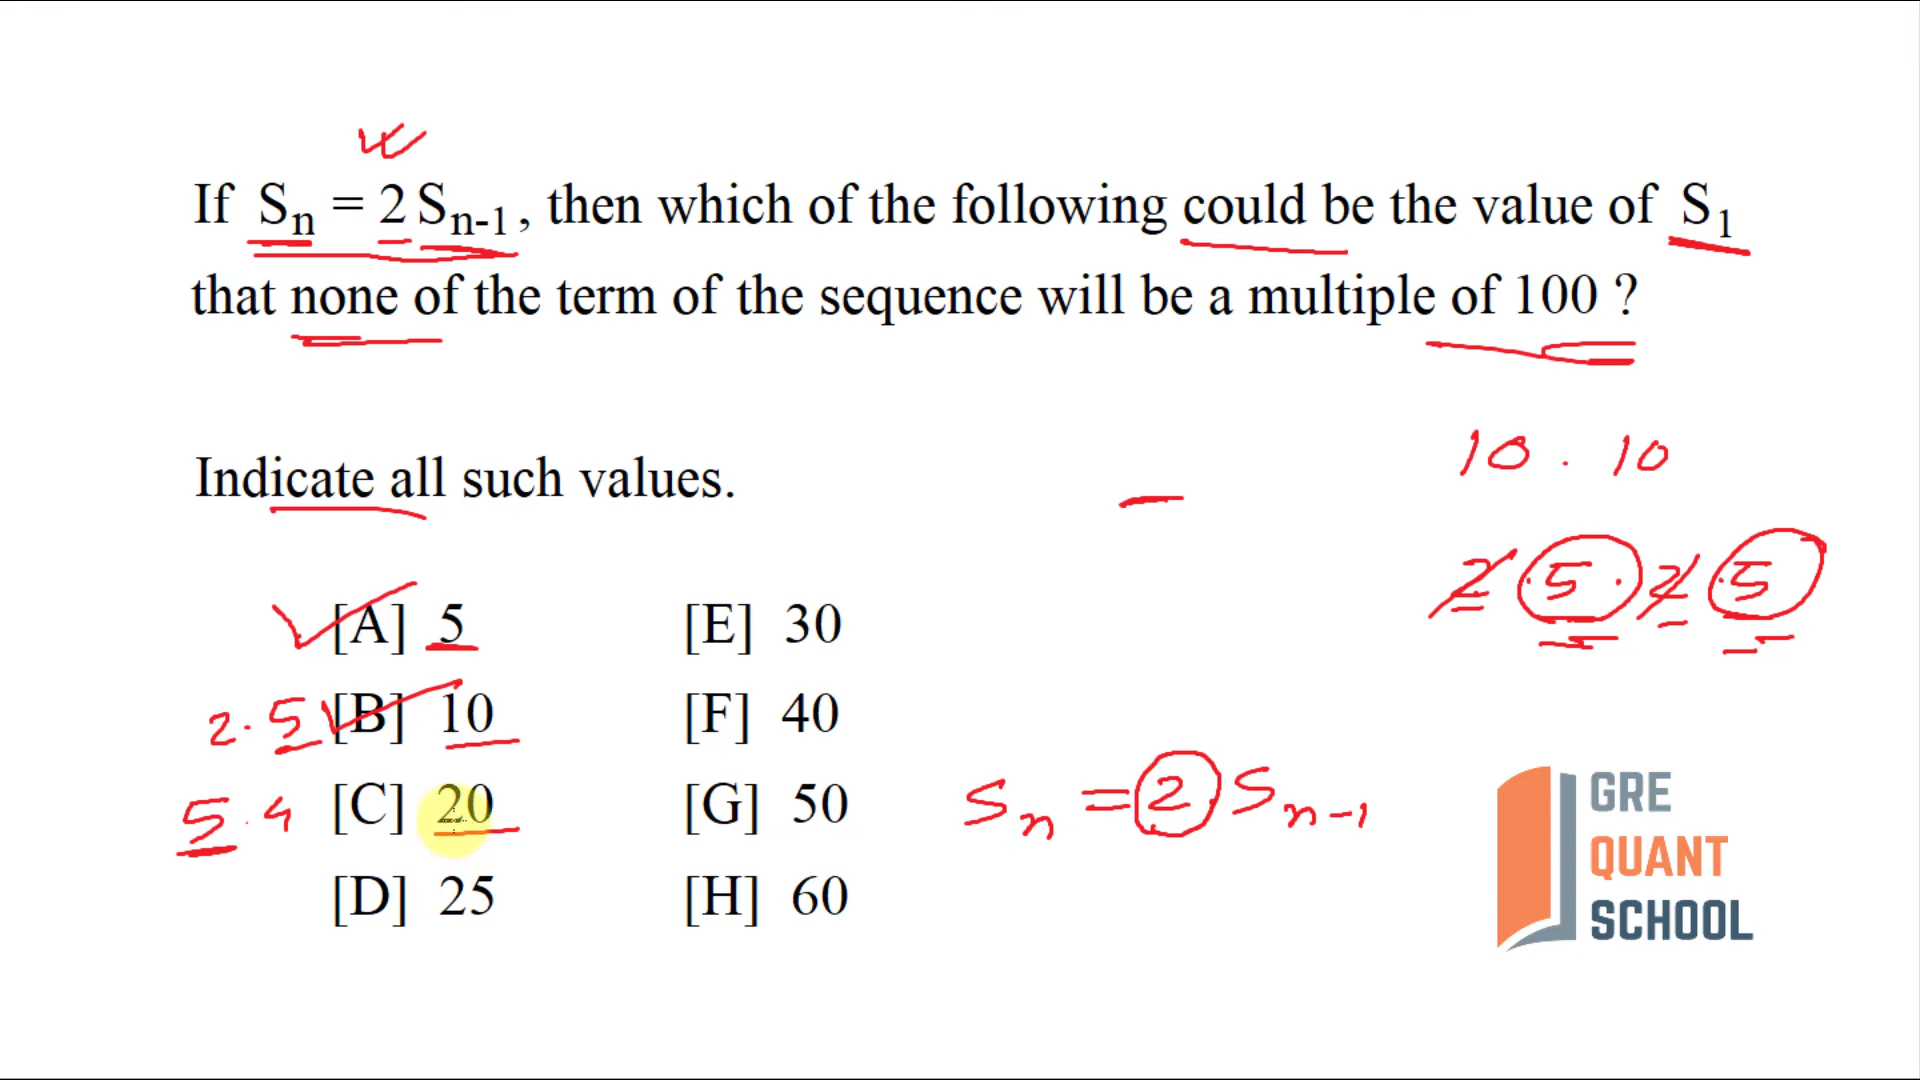 If Sn = 2 Sn-1, then which of the following could be the value of S1
that none of the term of the sequence will be a multiple of 100 ?
10 . 10
Indicate all such values.
2 . 5 . 2 . 5
[A] 5 [E] 30
2 . 5 [B] 10 [F] 40
5 . 4 [C] 20 [G] 50
Sn = 2 . Sn-1
[D] 25 [H] 60
GRE
QUANT
SCHOOL